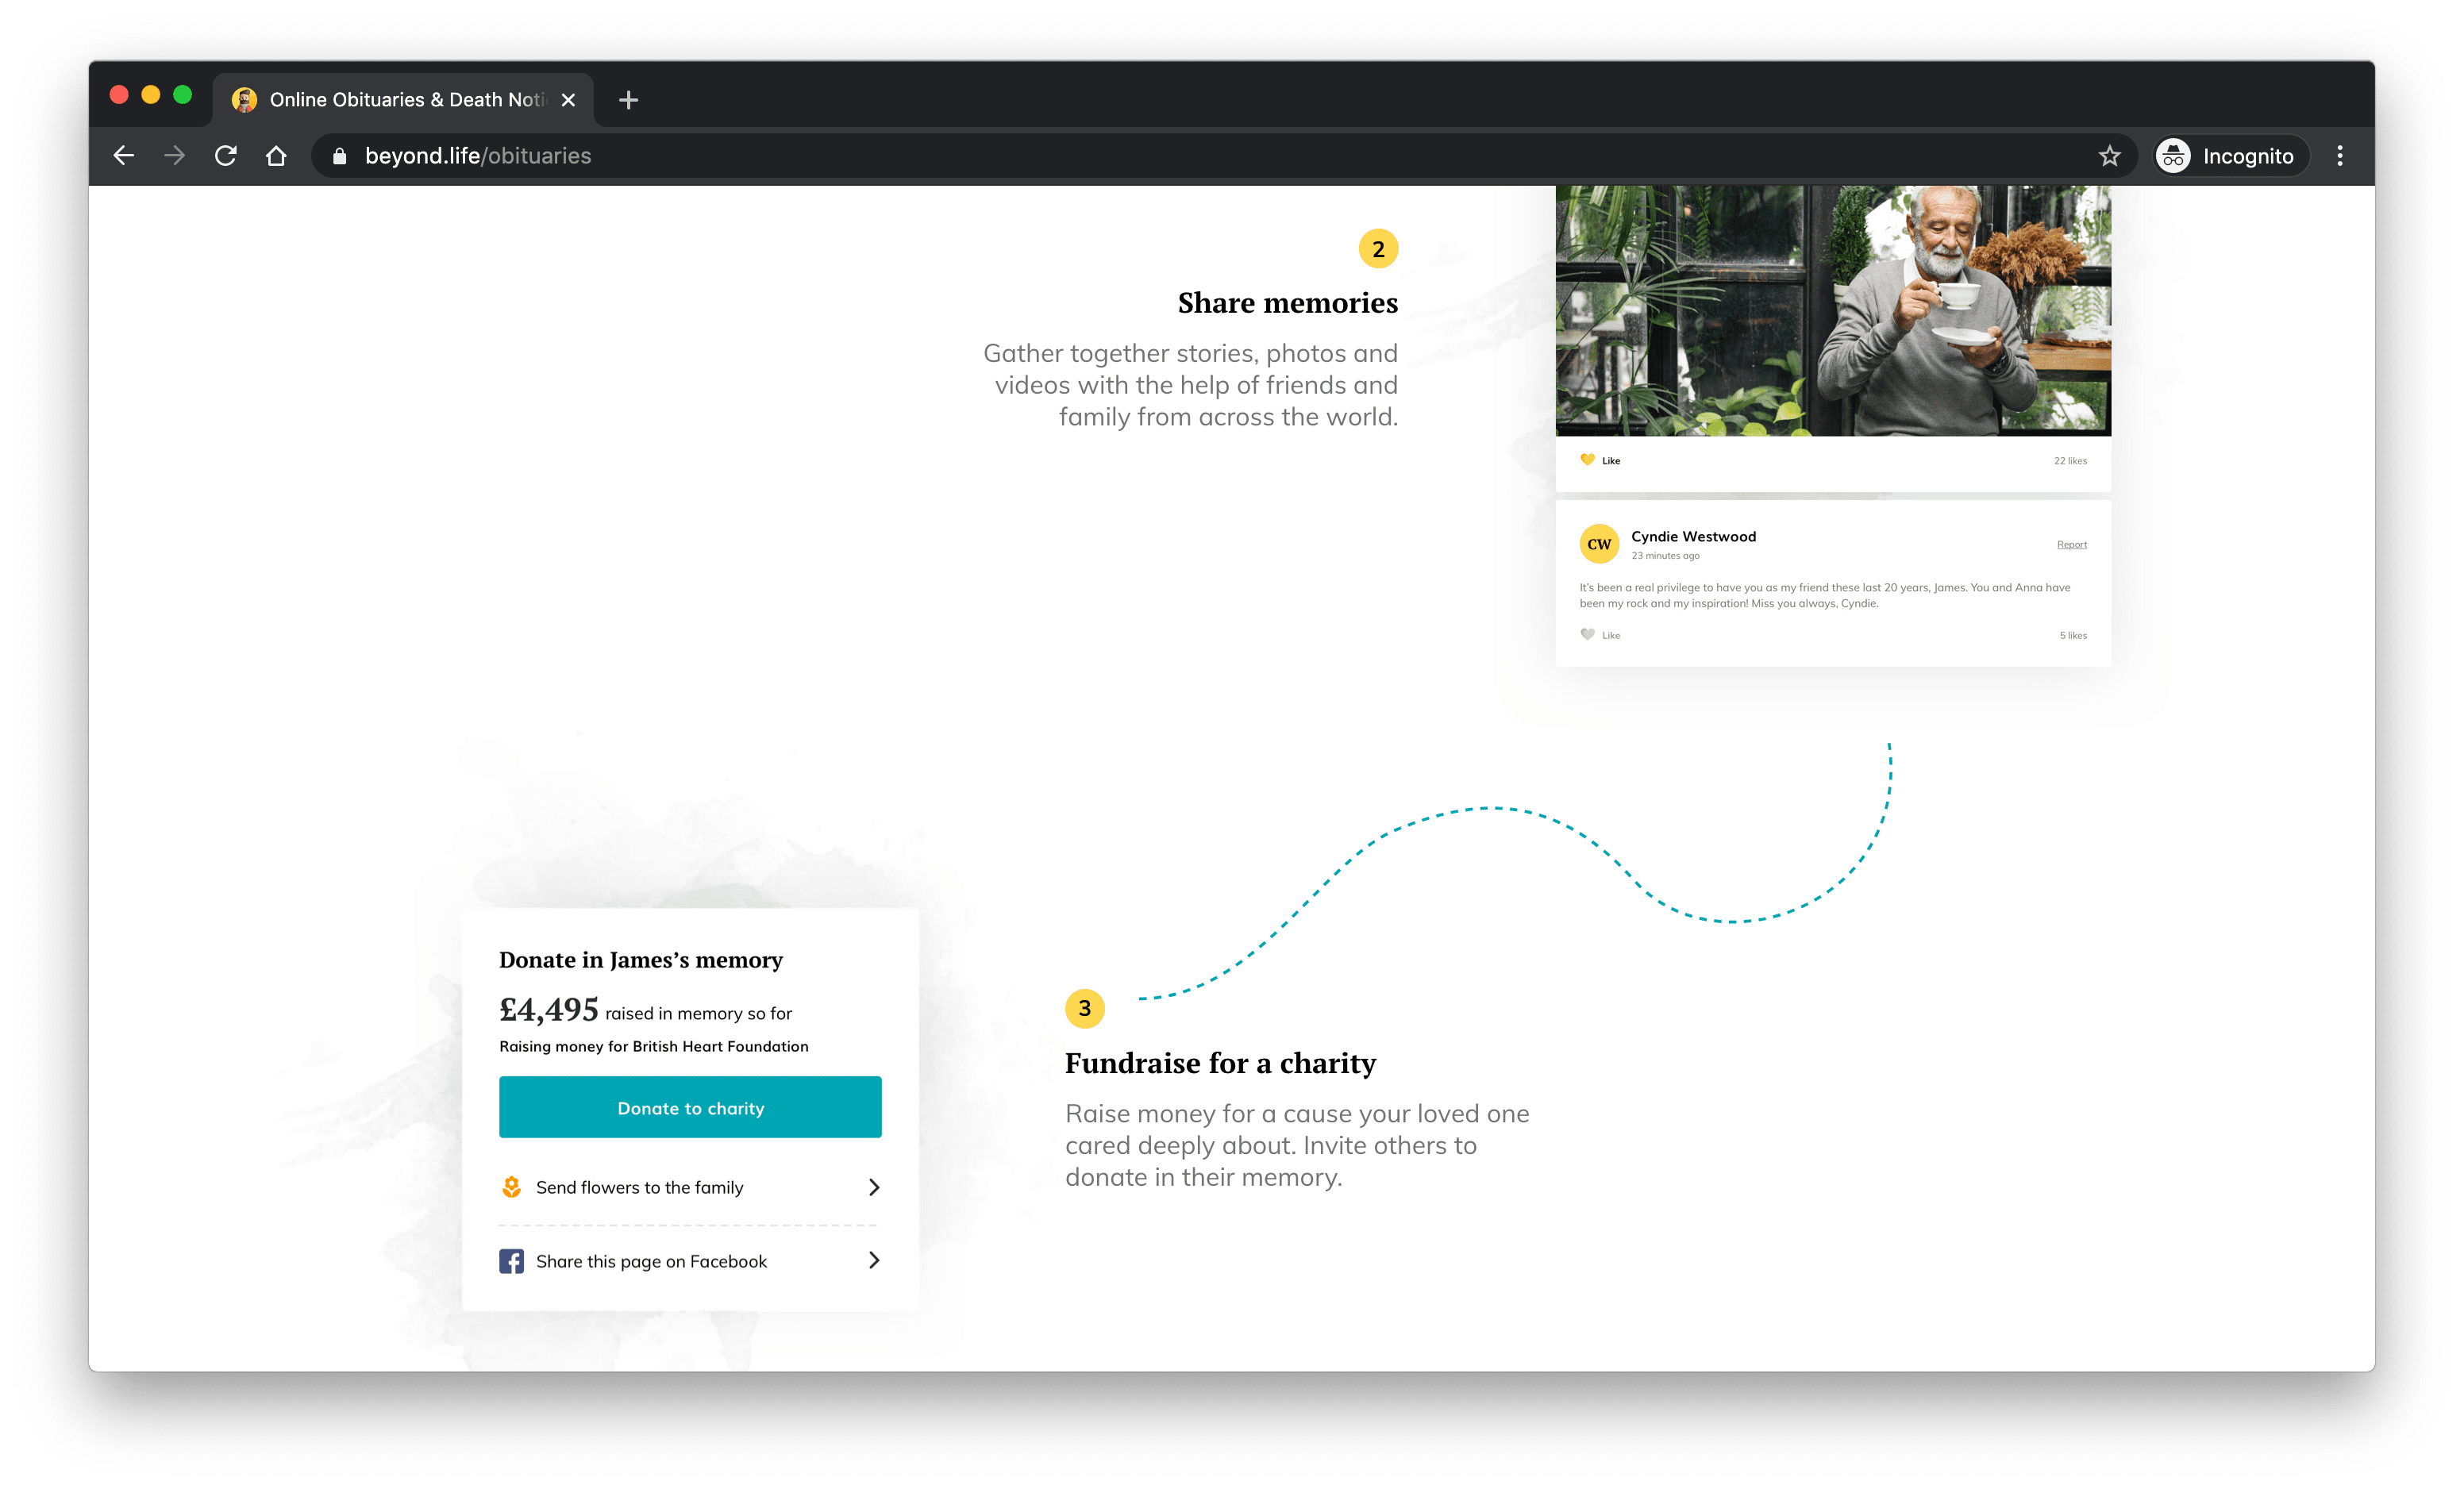 Online Obituaries & Death Noti
beyond.life/obituaries
Incognito
2
Share memories
Gather together stories, photos and
videos with the help of friends and
family from across the world.
Like
22 likes
CW
Cyndie Westwood
23 minutes ago
Report
It’s been a real privilege to have you as my friend these last 20 years, James. You and Anna have
been my rock and my inspiration! Miss you always, Cyndie.
Like
5 likes
Donate in James’s memory
£4,495 raised in memory so for
Raising money for British Heart Foundation
Donate to charity
Send flowers to the family
Share this page on Facebook
3
Fundraise for a charity
Raise money for a cause your loved one
cared deeply about. Invite others to
donate in their memory.